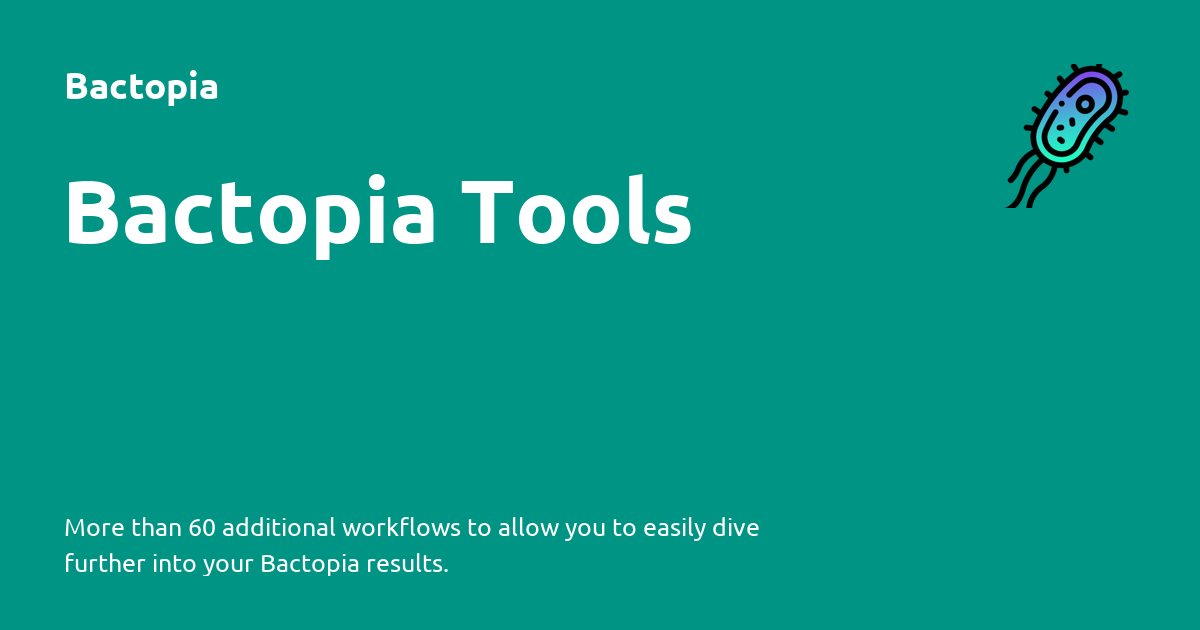 Bactopia
Bactopia Tools
More than 60 additional workflows to allow you to easily dive
further into your Bactopia results.